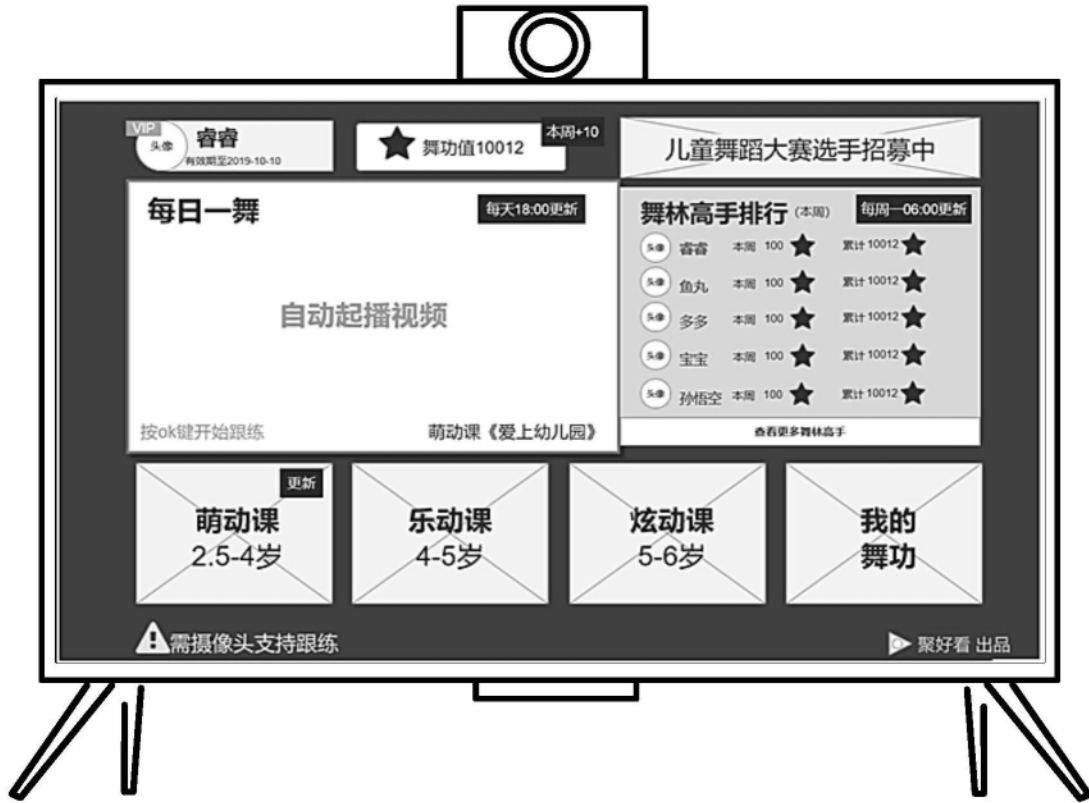 VIP
头像
睿睿
有效期至2019-10-10
舞功值10012
本周+10
儿童舞蹈大赛选手招募中
每日一舞
每天18:00更新
自动起播视频
按ok键开始跟练
萌动课《爱上幼儿园》
舞林高手排行（本周）
每周一06:00更新
头像 睿睿 本周 100 累计10012
头像 鱼丸 本周 100 累计10012
头像 多多 本周 100 累计10012
头像 宝宝 本周 100 累计10012
头像 孙悟空 本周 100 累计10012
查看更多舞林高手
更新
萌动课
2.5-4岁
乐动课
4-5岁
炫动课
5-6岁
我的
舞功
需摄像头支持跟练
聚好看 出品